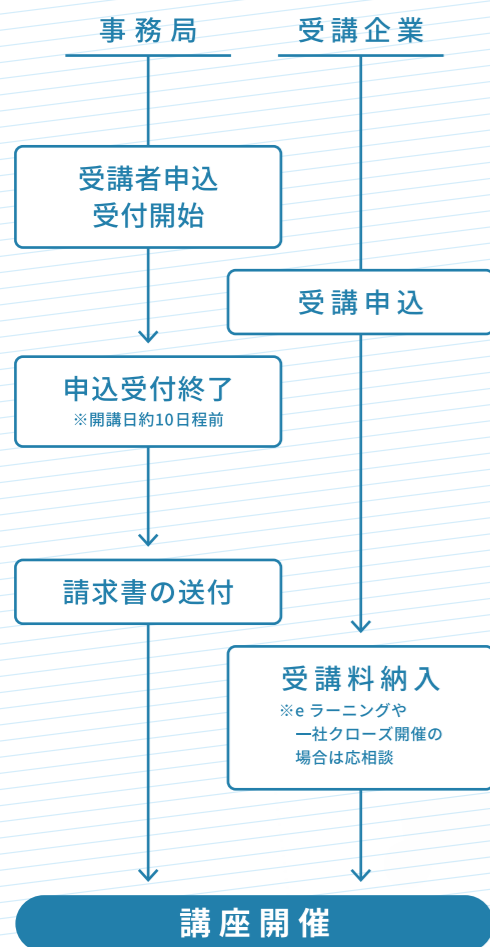 事務局
受講企業
受講者申込
受付開始
受講申込
申込受付終了
※開講日約10日程前
請求書の送付
受講料納入
※e ラーニングや
一社クローズ開催の
場合は応相談
講座開催